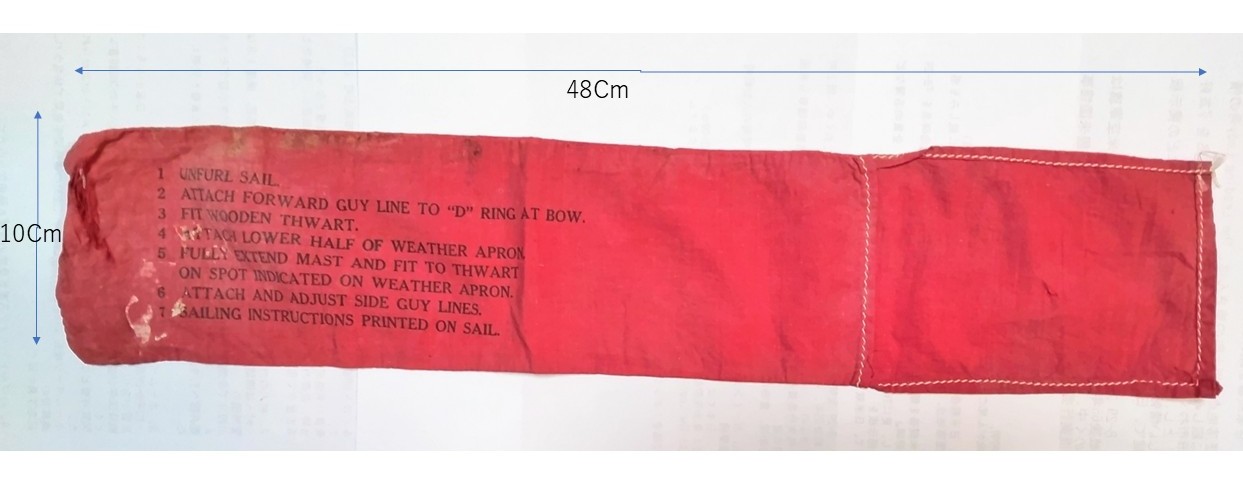 48Cm
10Cm
1 UNFURL SAIL.
2 ATTACH FORWARD GUY LINE TO “D” RING AT BOW.
3 FIT WOODEN THWART.
4 ATTACH LOWER HALF OF WEATHER APRON
5 FULLY EXTEND MAST AND FIT TO THWART
ON SPOT INDICATED ON WEATHER APRON.
6 ATTACH AND ADJUST SIDE GUY LINES.
7 SAILING INSTRUCTIONS PRINTED ON SAIL.